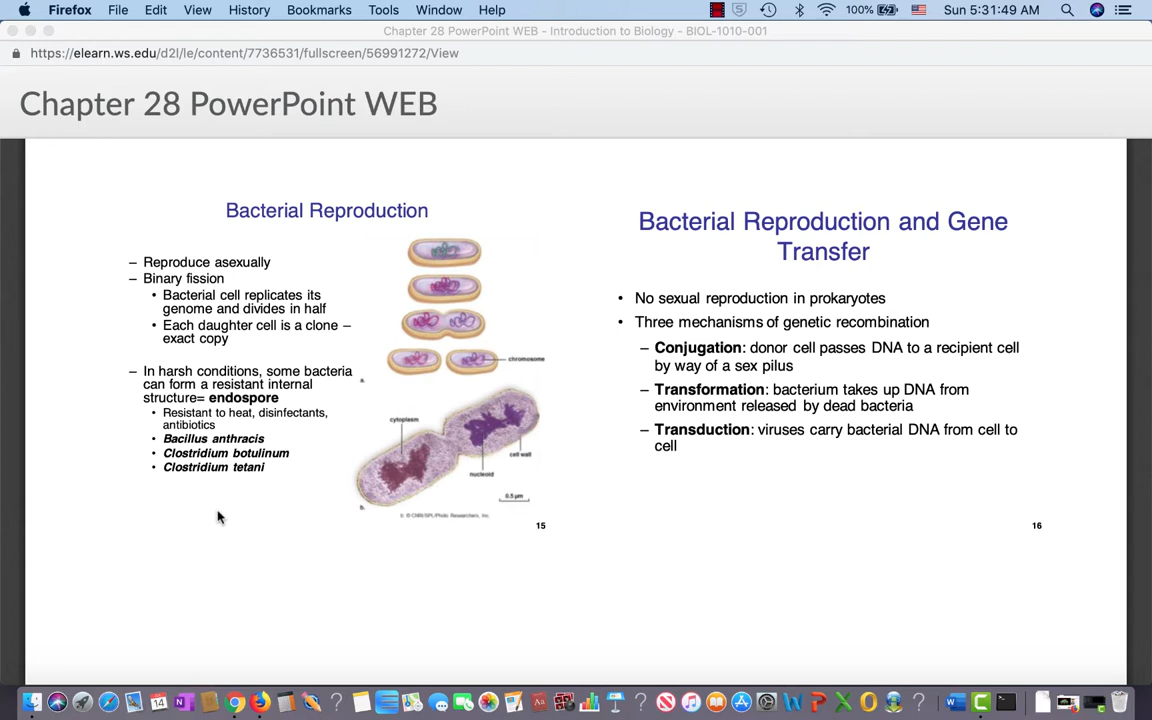 Firefox File Edit View History Bookmarks Tools Window Help 100% Sun 5:31:49 AM
Chapter 28 PowerPoint WEB - Introduction to Biology - BIOL-1010-001
https://elearn.ws.edu/d2l/le/content/7736531/fullscreen/56991272/View
Chapter 28 PowerPoint WEB
Bacterial Reproduction
– Reproduce asexually
– Binary fission
• Bacterial cell replicates its
genome and divides in half
• Each daughter cell is a clone –
exact copy
– In harsh conditions, some bacteria
can form a resistant internal
structure= endospore
• Resistant to heat, disinfectants,
antibiotics
• Bacillus anthracis
• Clostridium botulinum
• Clostridium tetani
chromosome
a.
cytoplasm
cell wall
nucleoid
0.5 µm
b.
b: © CNRI/SPL/Photo Researchers, Inc.
15
Bacterial Reproduction and Gene
Transfer
• No sexual reproduction in prokaryotes
• Three mechanisms of genetic recombination
– Conjugation: donor cell passes DNA to a recipient cell
by way of a sex pilus
– Transformation: bacterium takes up DNA from
environment released by dead bacteria
– Transduction: viruses carry bacterial DNA from cell to
cell
16